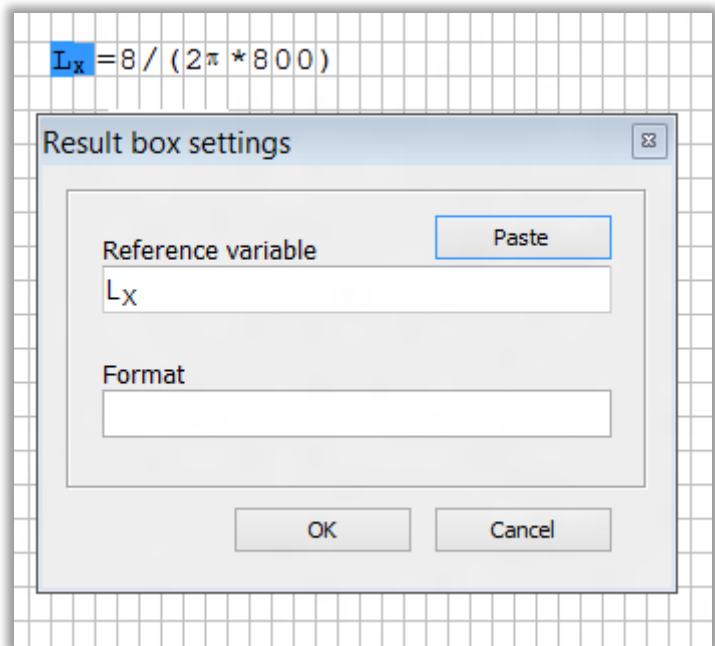 Lₓ=8/(2π*800)
Result box settings
Paste
Reference variable
Lₓ
Format
OK
Cancel